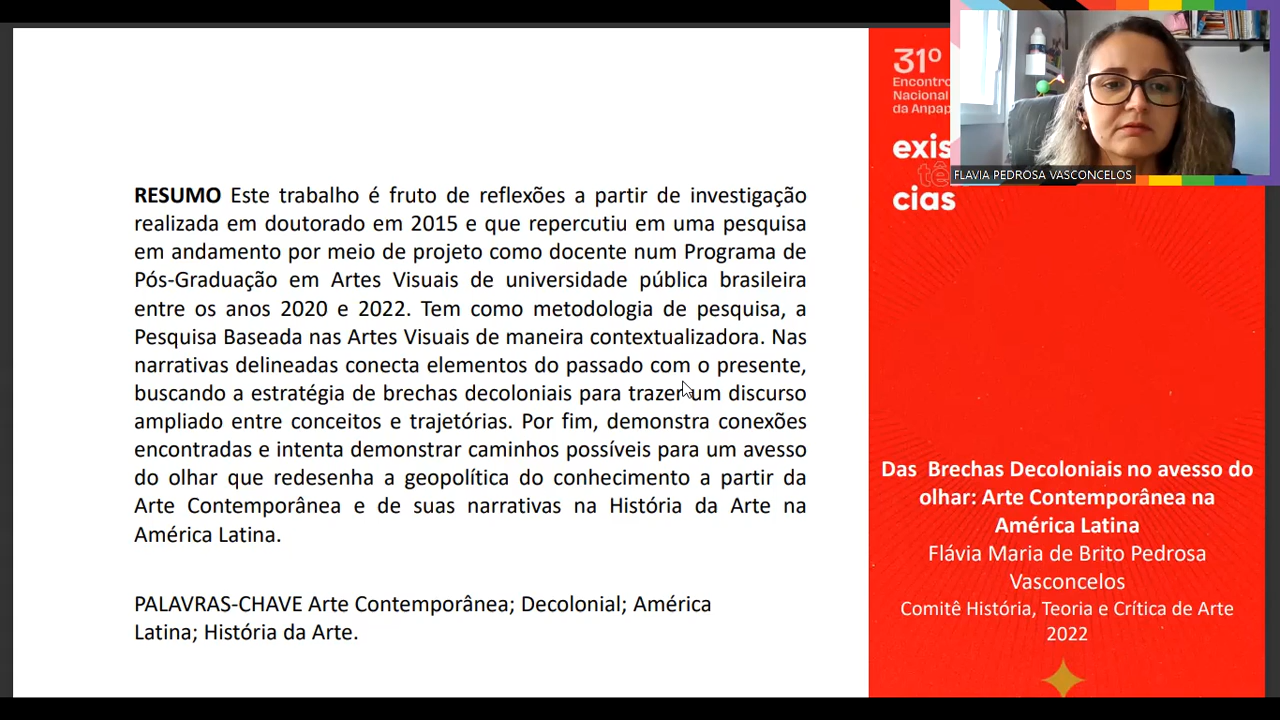 RESUMO Este trabalho é fruto de reflexões a partir de investigação
realizada em doutorado em 2015 e que repercutiu em uma pesquisa
em andamento por meio de projeto como docente num Programa de
Pós-Graduação em Artes Visuais de universidade pública brasileira
entre os anos 2020 e 2022. Tem como metodologia de pesquisa, a
Pesquisa Baseada nas Artes Visuais de maneira contextualizadora. Nas
narrativas delineadas conecta elementos do passado com o presente,
buscando a estratégia de brechas decoloniais para trazer um discurso
ampliado entre conceitos e trajetórias. Por fim, demonstra conexões
encontradas e intenta demonstrar caminhos possíveis para um avesso
do olhar que redesenha a geopolítica do conhecimento a partir da
Arte Contemporânea e de suas narrativas na História da Arte na
América Latina.
PALAVRAS-CHAVE Arte Contemporânea; Decolonial; América
Latina; História da Arte.
31º
Encontro
Nacional
da Anpap
exis
tê
cias
FLAVIA PEDROSA VASCONCELOS
Das Brechas Decoloniais no avesso do
olhar: Arte Contemporânea na
América Latina
Flávia Maria de Brito Pedrosa
Vasconcelos
Comitê História, Teoria e Crítica de Arte
2022